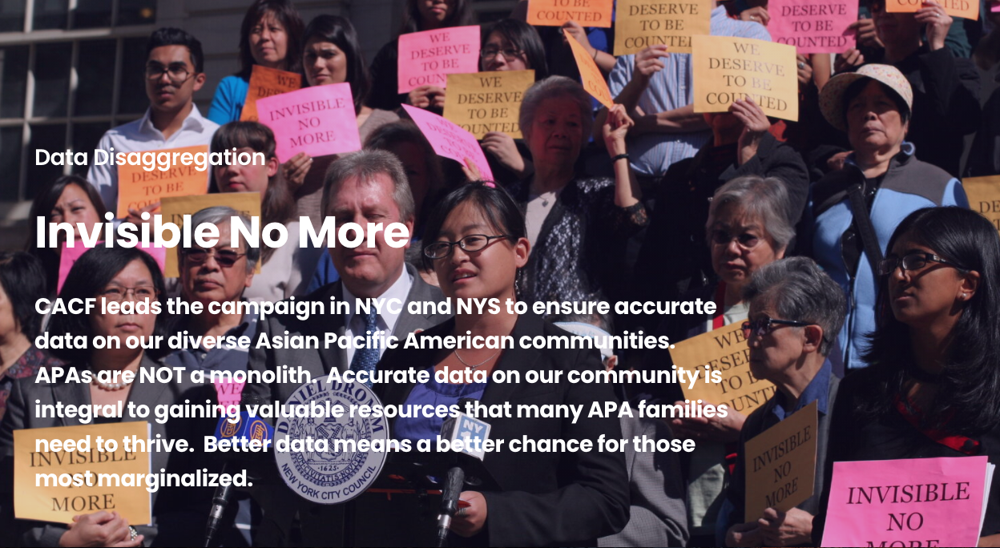 WE
DESERVE
TO BE
COUNTED
WE
DESERVE
TO BE
COUNTED
INVISIBLE
NO
MORE
DESERVE
TO BE
COUNTED
WE
DESERVE
TO BE
COUNTED
TO BE
COUNTED
DESERVE
TO BE
COUNTED
DESERVE
TO BE
COUNTED
COUNTED
Data Disaggregation
Invisible No More
CACF leads the campaign in NYC and NYS to ensure accurate
data on our diverse Asian Pacific American communities.
APAs are NOT a monolith.  Accurate data on our community is
integral to gaining valuable resources that many APA families
need to thrive.  Better data means a better chance for those
most marginalized.
DANIEL DROMM
·1625·
NEW YORK CITY COUNCIL
NY
INVISIBLE
NO
MORE
WE
INVISIBLE
NO
MORE
INVISIBLE
NO
MORE